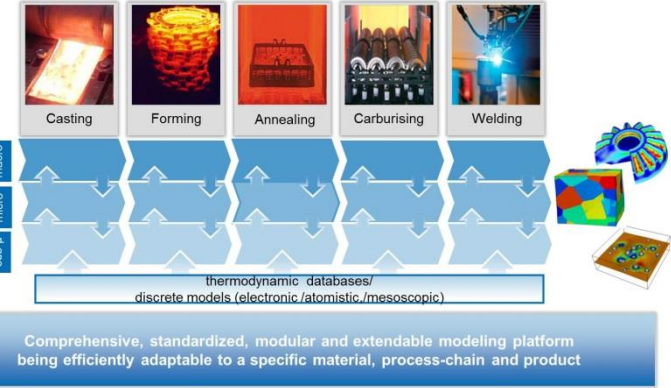 Casting
Forming
Annealing
Carburising
Welding
micro
thermodynamic databases/
discrete models (electronic /atomistic./mesoscopic)
Comprehensive, standardized, modular and extendable modeling platform
being efficiently adaptable to a specific material, process-chain and product